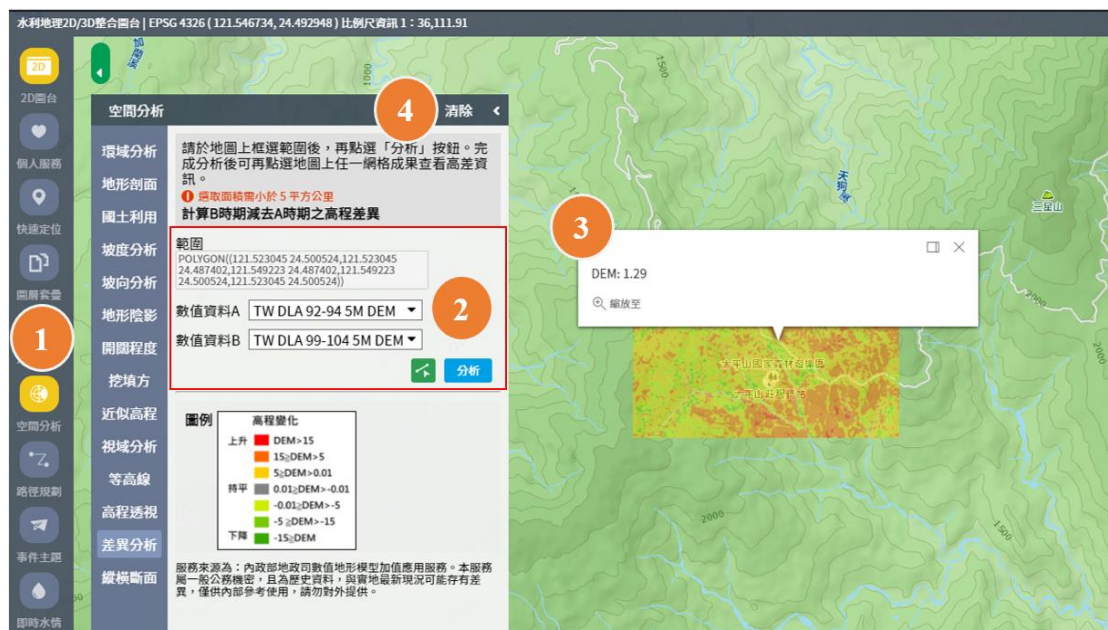 水利地理2D/3D整合圖台 | EPSG 4326 ( 121.546734, 24.492948 ) 比例尺資訊 1：36,111.91
2D
2D圖台
個人服務
快速定位
圖層套疊
1
空間分析
路徑規劃
事件主題
即時水情
空間分析
4
清除
環域分析
地形剖面
國土利用
坡度分析
坡向分析
地形陰影
開闊程度
挖填方
近似高程
視域分析
等高線
高程透視
差異分析
縱橫斷面
請於地圖上框選範圍後，再點選「分析」按鈕。完
成分析後可再點選地圖上任一網格成果查看高差資
訊。
選取面積需小於 5 平方公里
計算B時期減去A時期之高程差異
範圍
POLYGON((121.523045 24.500524,121.523045
24.487402,121.549223 24.487402,121.549223
24.500524,121.523045 24.500524))
數值資料A TW DLA 92-94 5M DEM
2
數值資料B TW DLA 99-104 5M DEM
分析
圖例
高程變化
上升 DEM>15
15≧DEM>5
5≧DEM>0.01
持平 0.01≧DEM>-0.01
-0.01≧DEM>-5
-5 ≧DEM>-15
下降 -15≧DEM
服務來源為：內政部地政司數值地形模型加值應用服務。本服務
屬一般公務機密，且為歷史資料，與實地最新現況可能存有差
異，僅供內部參考使用，請勿對外提供。
3
DEM: 1.29
縮放至
太平山國家森林遊樂區
三星山
1000
1500
2000
2000
2000
1500